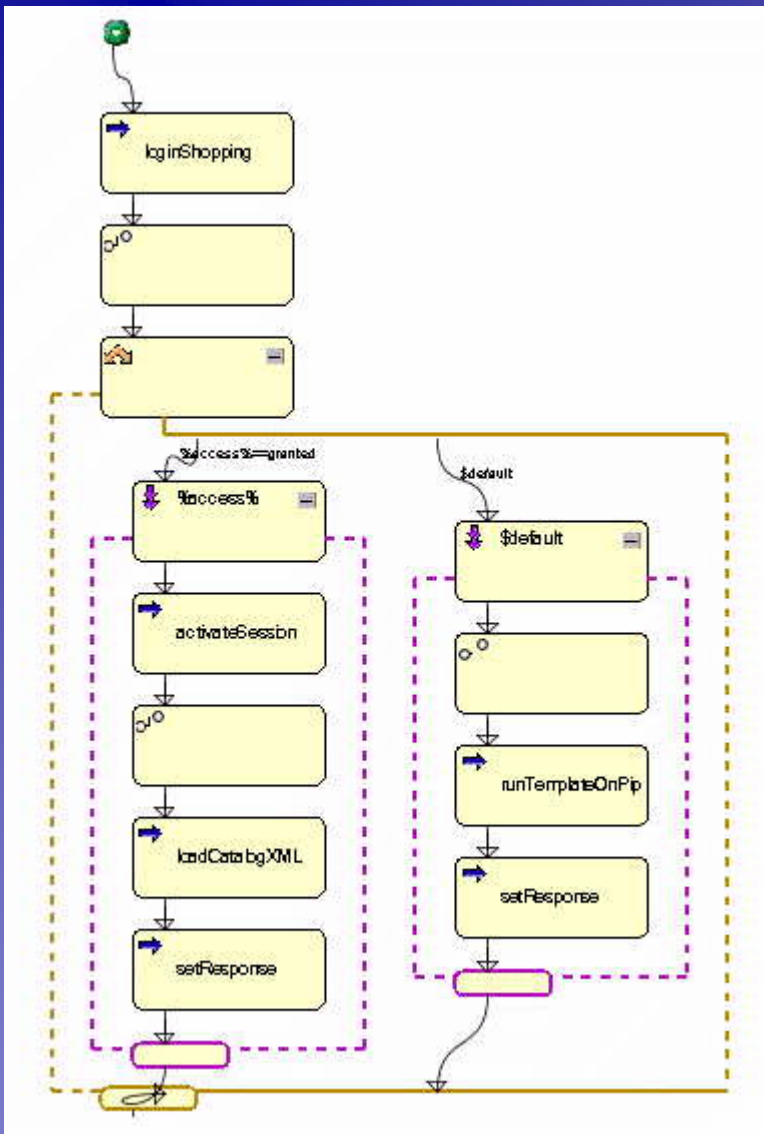 loginShopping
%access%==granted
$default
%access%
$default
activateSession
runTemplateOnPip
loadCatalogXML
setResponse
setResponse